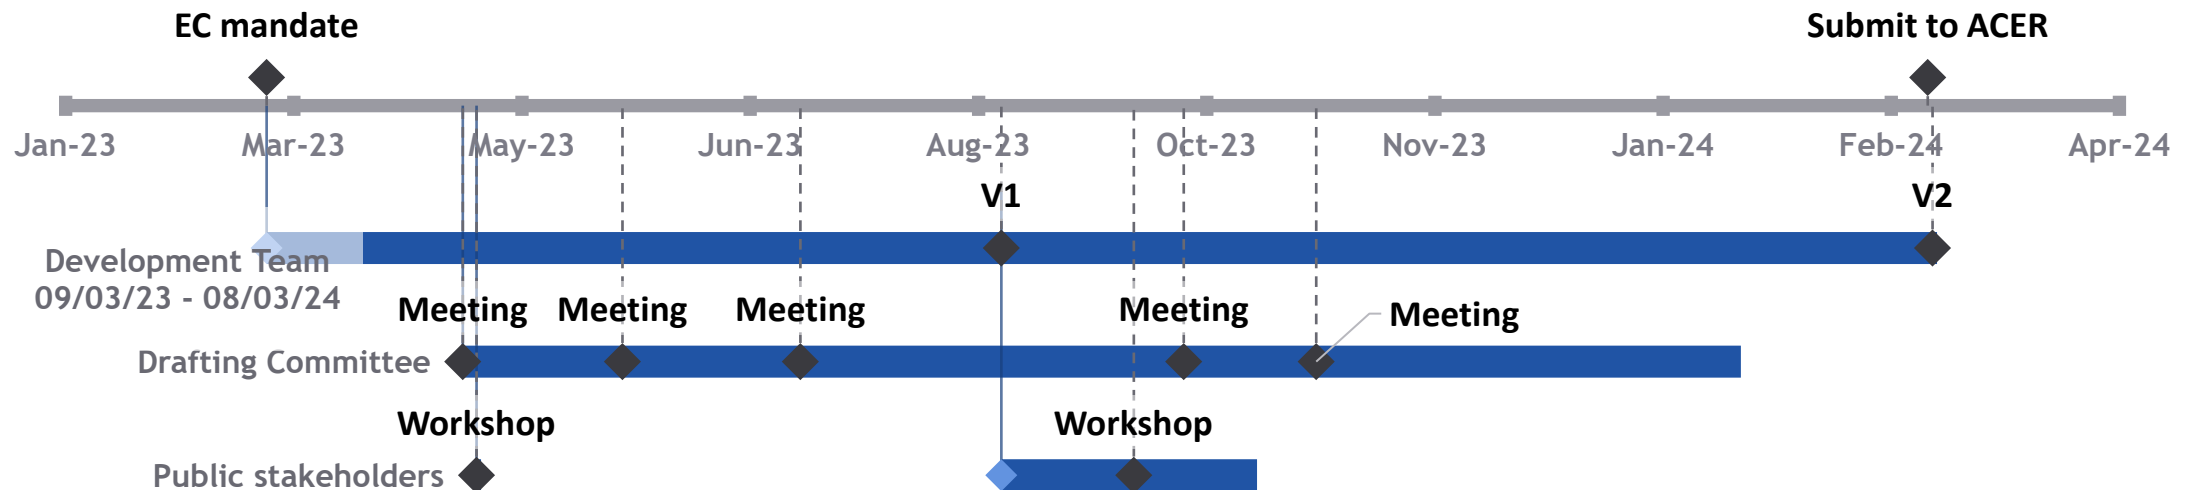 EC mandate
Submit to ACER
Jan-23
Mar-23
May-23
Jun-23
Aug-23
Oct-23
Nov-23
Jan-24
Feb-24
Apr-24
V1
V2
Development Team
09/03/23 - 08/03/24
Meeting
Meeting
Meeting
Meeting
Meeting
Drafting Committee
Workshop
Workshop
Public stakeholders